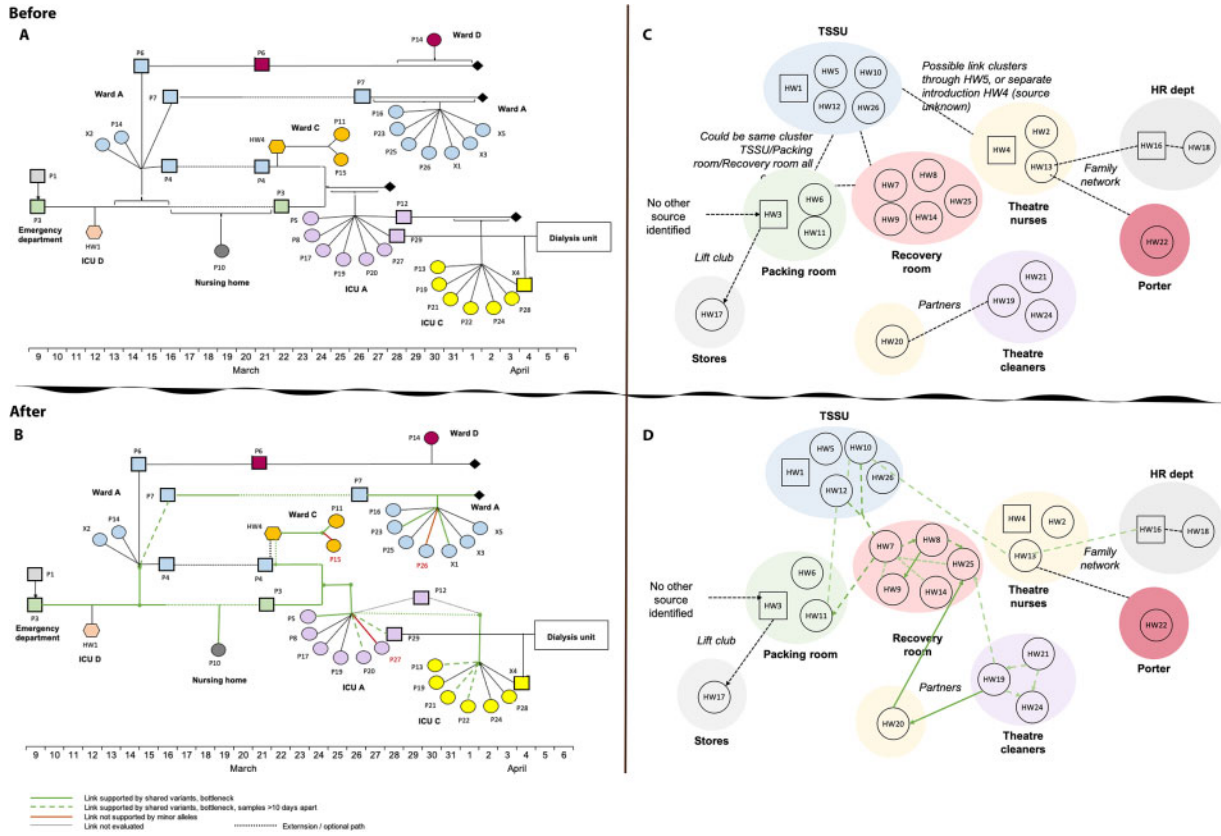 Before
A
Ward D
P14
P6
P6
Ward A
P7
P7
Ward A
X2
P14
P16
P23
P25
P26
X1
X3
X5
Ward C
P11
HW4
P15
P1
P4
P4
P3
P3
Emergency
department
HW1
ICU D
P10
Nursing home
P12
P5
P8
P17
P19
P20
P27
P29
ICU A
Dialysis unit
P13
P19
P21
P22
P24
P28
X4
ICU C
9 10 11 12 13 14 15 16 17 18 19 20 21 22 23 24 25 26 27 28 29 30 31 1 2 3 4 5 6
March
April
C
TSSU
HW5
HW10
HW1
HW12
HW26
Possible link clusters
through HW5, or separate
introduction HW4 (source
unknown)
HR dept
HW2
HW4
HW13
HW16
HW18
Could be same cluster
TSSU/Packing
room/Recovery room all
Family
network
Theatre
nurses
HW7
HW8
HW25
HW9
HW14
HW6
HW3
HW11
No other
source
identified
HW22
Lift club
Packing room
Recovery
room
Porter
HW21
HW19
HW24
Partners
HW17
HW20
Stores
Theatre
cleaners
After
B
P14
Ward D
P6
P6
Ward A
P7
P7
Ward A
X2
P14
P16
P23
P25
P26
X1
X3
X5
Ward C
P11
HW4
P15
P1
P4
P4
P3
P3
Emergency
department
HW1
ICU D
P10
Nursing home
P12
P5
P8
P17
P19
P20
P27
P29
ICU A
Dialysis unit
P13
P19
P21
P22
P24
P28
X4
ICU C
9 10 11 12 13 14 15 16 17 18 19 20 21 22 23 24 25 26 27 28 29 30 31 1 2 3 4 5 6
March
April
Link supported by shared variants, bottleneck
Link supported by shared variants, bottleneck, samples >10 days apart
Link not supported by minor alleles
Link not evaluated
Extemsion / optional path
D
TSSU
HW5
HW10
HW1
HW26
HW12
HR dept
HW4
HW2
HW13
HW16
HW18
Family
network
Theatre
nurses
HW7
HW8
HW25
HW9
HW14
HW6
HW3
HW11
No other
source
identified
HW22
Lift club
Packing room
Recovery
room
Porter
HW21
HW19
HW24
Partners
HW17
HW20
Stores
Theatre
cleaners